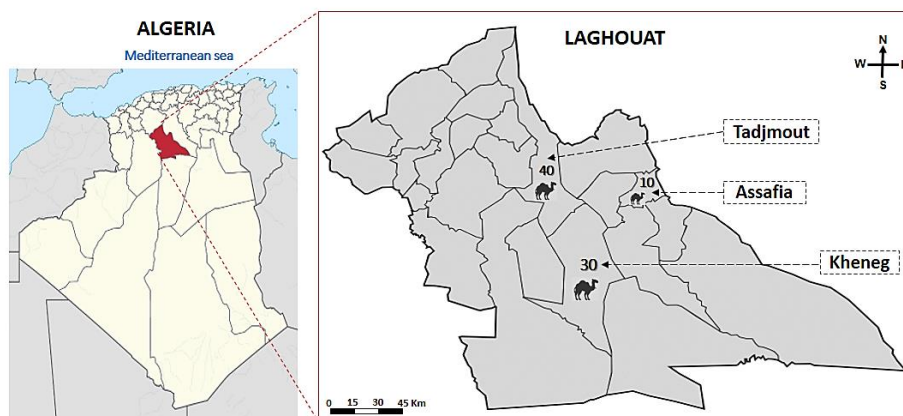 ALGERIA
Mediterranean sea
LAGHOUAT
N
W E
S
Tadjmout
40
10
Assafia
30
Kheneg
0 15 30 45 Km